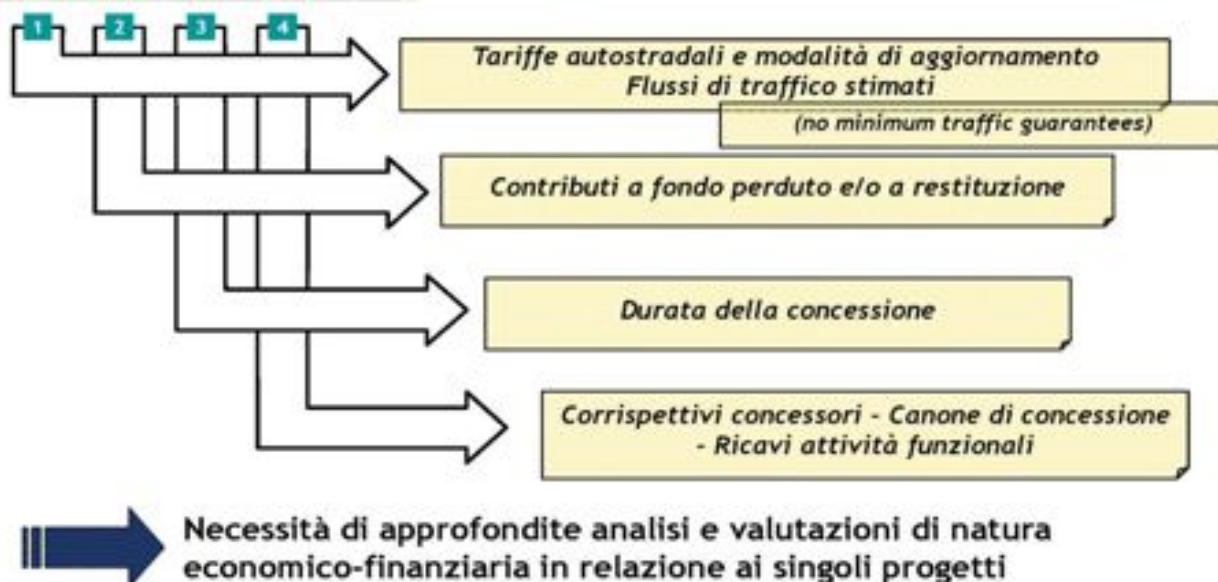 1 2 3 4
Tariffe autostradali e modalità di aggiornamento
Flussi di traffico stimati
(no minimum traffic guarantees)
Contributi a fondo perduto e/o a restituzione
Durata della concessione
Corrispettivi concessori - Canone di concessione
- Ricavi attività funzionali
Necessità di approfondite analisi e valutazioni di natura
economico-finanziaria in relazione ai singoli progetti